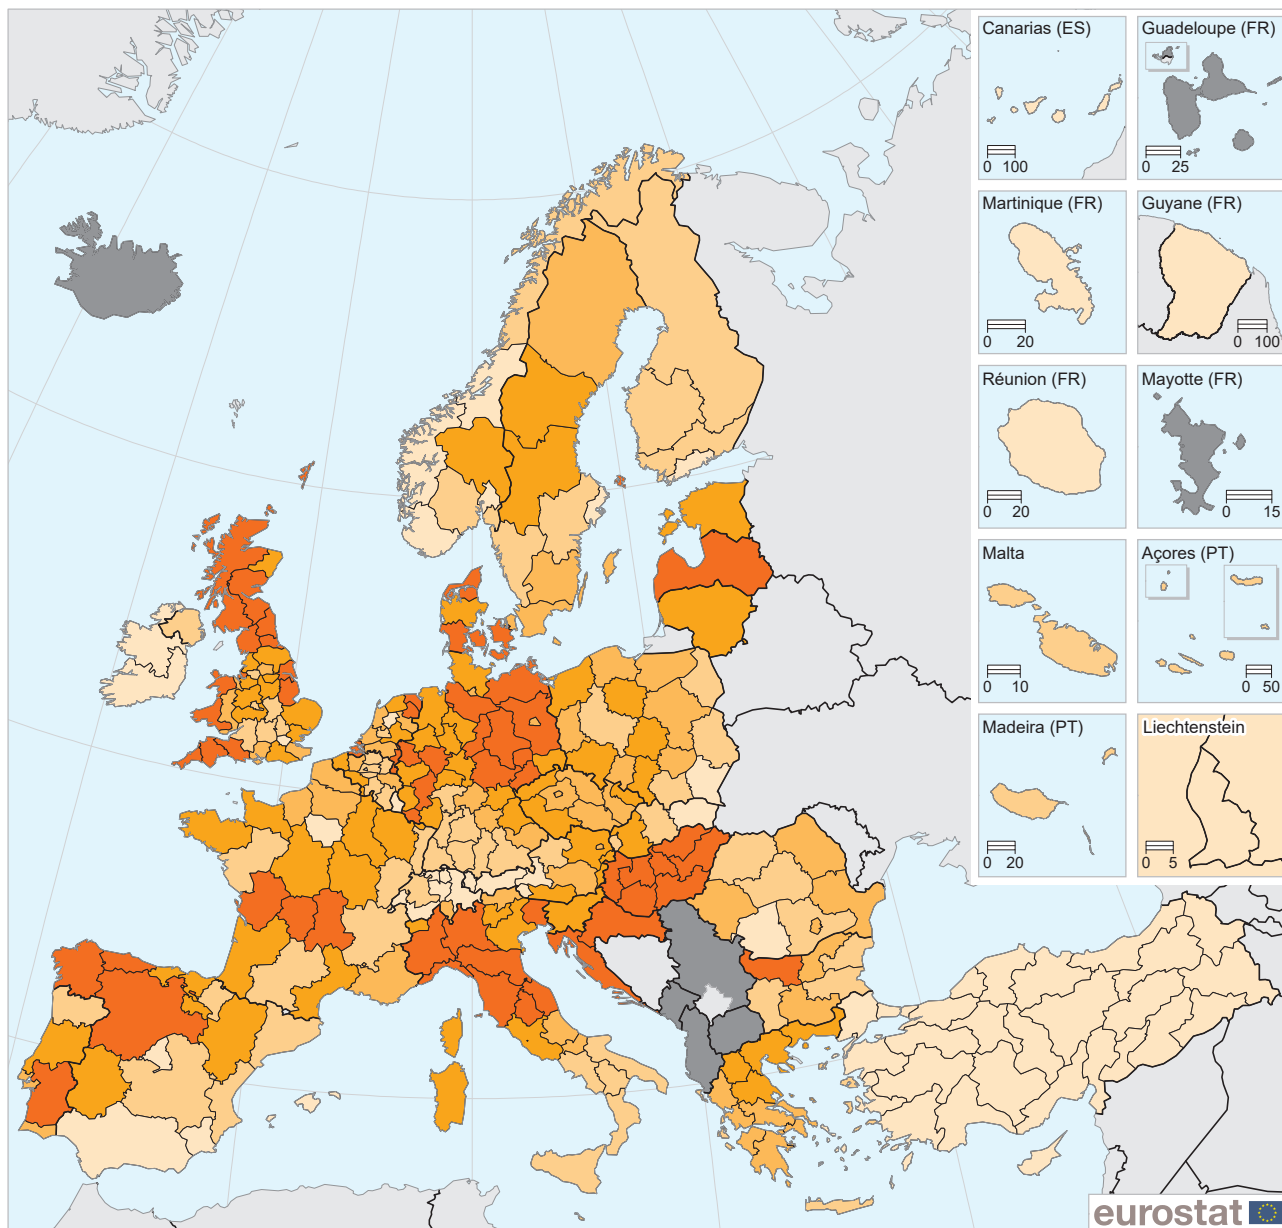 Canarias (ES)
0 100
Guadeloupe (FR)
0 25
Martinique (FR)
0 20
Guyane (FR)
0 100
Réunion (FR)
0 20
Mayotte (FR)
0 15
Malta
0 10
Açores (PT)
0 50
Madeira (PT)
0 20
Liechtenstein
0 5
eurostat